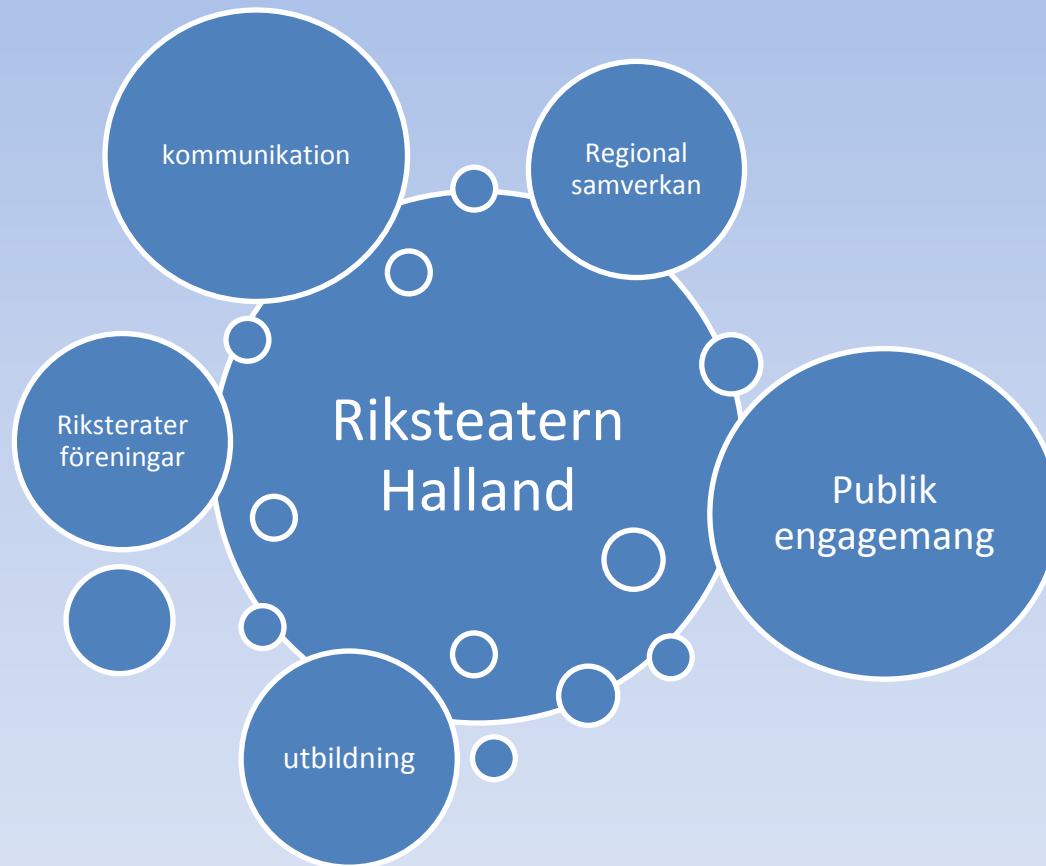 kommunikation
Regional
samverkan
Riksterater
föreningar
Riksteatern
Halland
Publik
engagemang
utbildning